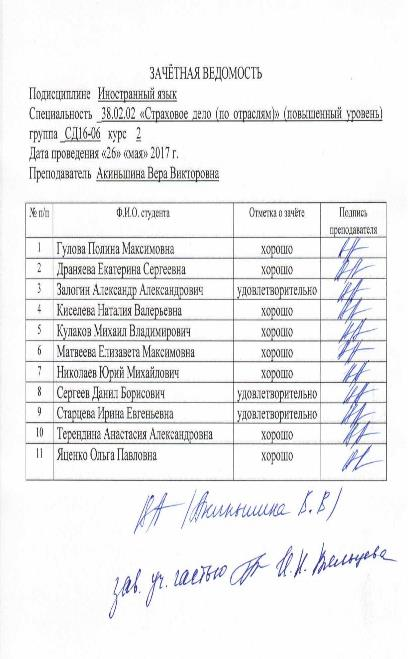 ЗАЧЁТНАЯ ВЕДОМОСТЬ
Подисциплине Иностранный язык
Специальность 38.02.02 «Страховое дело (по отраслям)» (повышенный уровень)
группа СД16-06 курс 2
Дата проведения «26» «мая» 2017 г.
Преподаватель Акиньшина Вера Викторовна
№ п/п Ф.И.О. студента Отметка о зачёте Подпись преподавателя
1 Гулова Полина Максимовна хорошо
2 Драняева Екатерина Сергеевна хорошо
3 Залогин Александр Александрович удовлетворительно
4 Киселева Наталия Валерьевна хорошо
5 Кулаков Михаил Владимирович хорошо
6 Матвеева Елизавета Максимовна хорошо
7 Николаев Юрий Михайлович хорошо
8 Сергеев Данил Борисович удовлетворительно
9 Старцева Ирина Евгеньевна удовлетворительно
10 Терендина Анастасия Александровна хорошо
11 Яценко Ольга Павловна хорошо
(Акиньшина В.В)
зав. уч. частью И.Н.